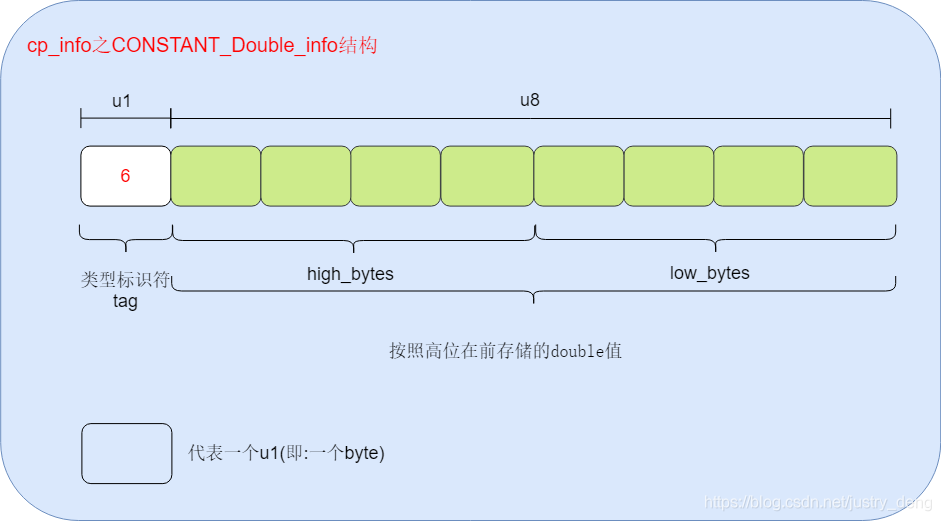 cp_info之CONSTANT_Double_info结构
u1
u8
6
类型标识符
tag
high_bytes
low_bytes
按照高位在前存储的double值
代表一个u1(即:一个byte)
https://blog.csdn.net/justry_deng